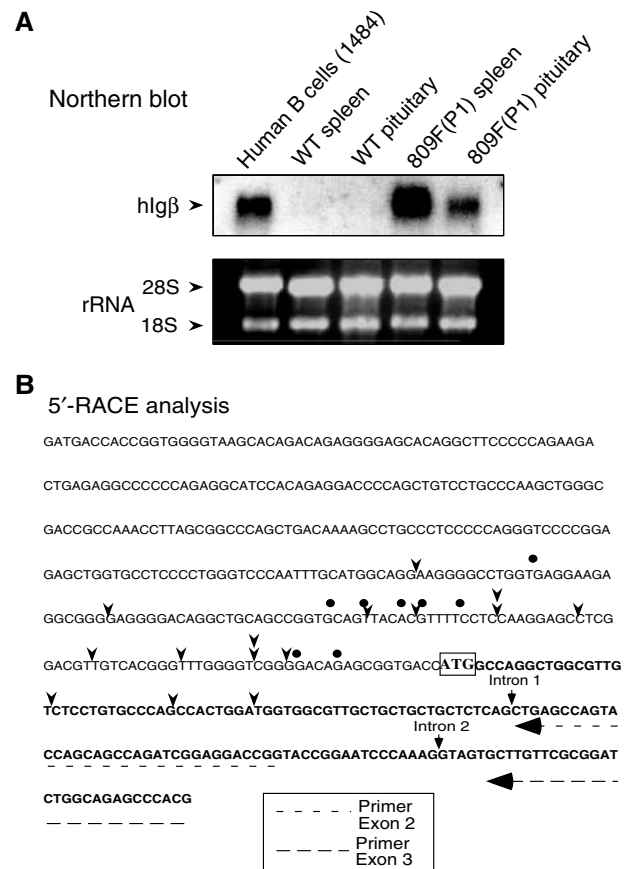 A
Northern blot
Human B cells (1484)
WT spleen
WT pituitary
809F(P1) spleen
809F(P1) pituitary
hIgβ
28S
rRNA
18S
B
5′-RACE analysis
GATGACCACCGGTGGGGTAAGCACAGACAGAGGGGAGCACAGGCTTCCCCCAGAAGA
CTGAGAGGCCCCCCAGAGGCATCCACAGAGGACCCCAGCTGTCCTGCCCAAGCTGGGC
GACCGCCAAACCTTAGCGGCCCAGCTGACAAAAGCCTGCCCTCCCCCAGGGTCCCCGGA
GAGCTGGTGCCTCCCCTGGGTCCCAATTTGCATGGCAGGAAGGGGCCTGGTGAGGAAGA
GGCGGGGAGGGGACAGGCTGCAGCCGGTGCAGTTACACGTTTTCCTCCAAGGAGCCTCG
GACGTTGTCACGGGTTTGGGGTCGGGGACAGAGCGGTGACCATGGCCAGGCTGGCGTTG
Intron 1
TCTCCTGTGCCCAGCCACTGGATGGTGGCGTTGCTGCTGCTGCTCTCAGCTGAGCCAGTA
Intron 2
CCAGCAGCCAGATCGGAGGACCGGTACCGGAATCCCAAAGGTAGTGCTTGTTCGCGGAT
CTGGCAGAGCCCACG
Primer
Exon 2
Primer
Exon 3